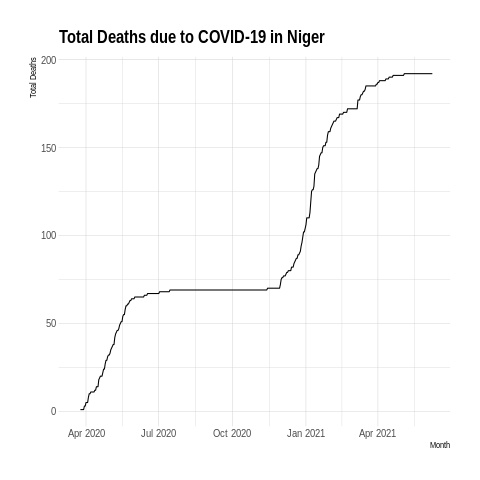 Total Deaths due to COVID-19 in Niger
Total Deaths
200
150
100
50
0
Apr 2020 Jul 2020 Oct 2020 Jan 2021 Apr 2021
Month